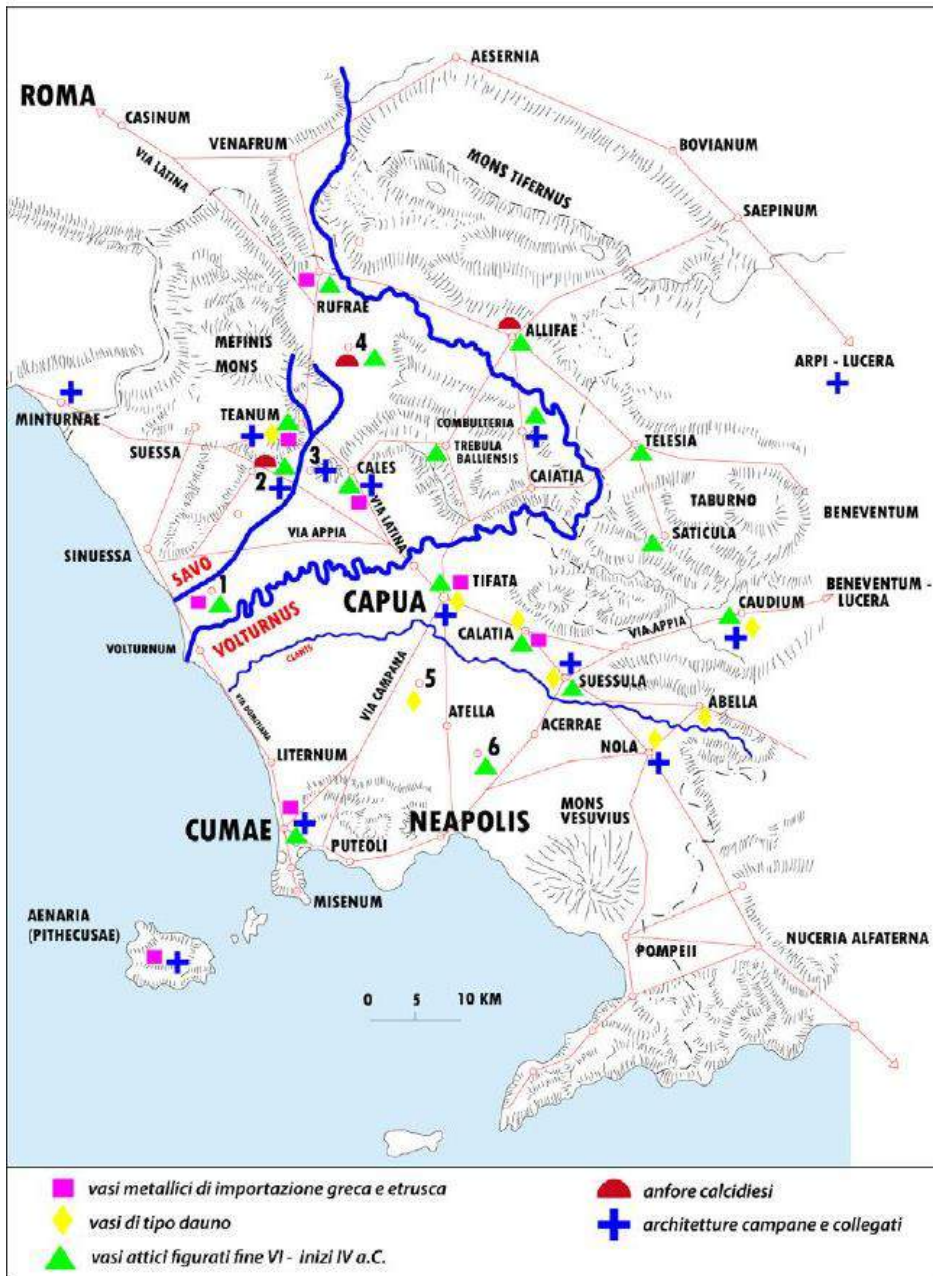 AESERNIA
ROMA
CASINUM
VENAFRUM
BOVIANUM
VIA LATINA
MONS TIFERNUS
SAEPINUM
RUFRAE
ALLIFAE
MEFINIS
MONS
4
ARPI - LUCERA
MINTURNAE
TEANUM
COMBULTERIA
SUESSA
3
TREBULA
BALLIENSIS
TELESIA
CALES
2
CAIATIA
TABURNO
BENEVENTUM
VIA APPIA
VIA LATINA
SATICULA
SINUESSA
SAVO
1
TIFATA
BENEVENTUM -
LUCERA
CAPUA
CAUDIUM
VOLTURNUS
CALATIA
VIA APPIA
VOLTURNUM
CLANIS
SUESSULA
5
VIA CAMPANA
ABELLA
VIA DOMITIANA
ATELLA
ACERRAE
LITERNUM
6
NOLA
MONS
VESUVIUS
CUMAE
NEAPOLIS
PUTEOLI
MISENUM
AENARIA
(PITHECUSAE)
POMPEII
NUCERIA ALFATERNA
0 5 10 KM
vasi metallici di importazione greca e etrusca
anfore calcidiesi
vasi di tipo dauno
architetture campane e collegati
vasi attici figurati fine VI - inizi IV a.C.